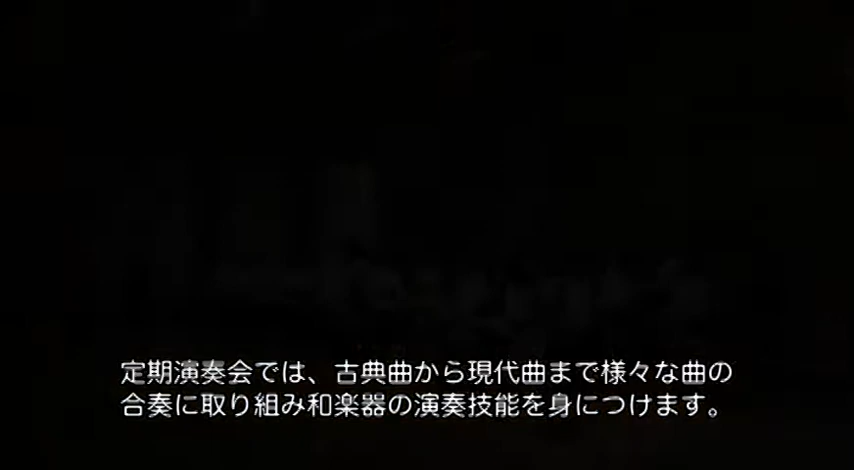 定期演奏会では、古典曲から現代曲まで様々な曲の
合奏に取り組み和楽器の演奏技能を身につけます。